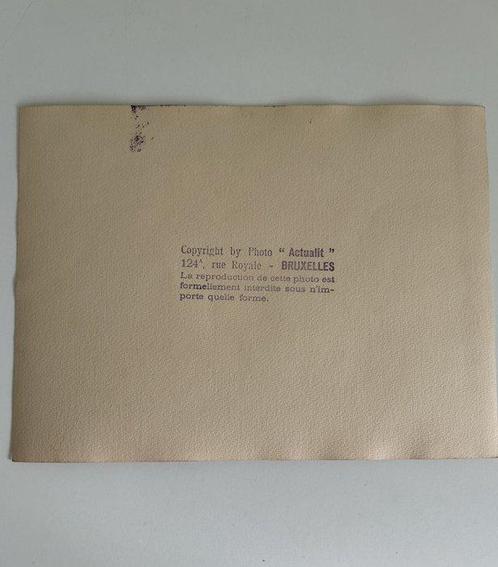 Copyright by Photo " Actualit "
124ᴬ, rue Royale - BRUXELLES
La reproduction de cette photo est
formellement interdite sous n'im-
porte quelle forme.